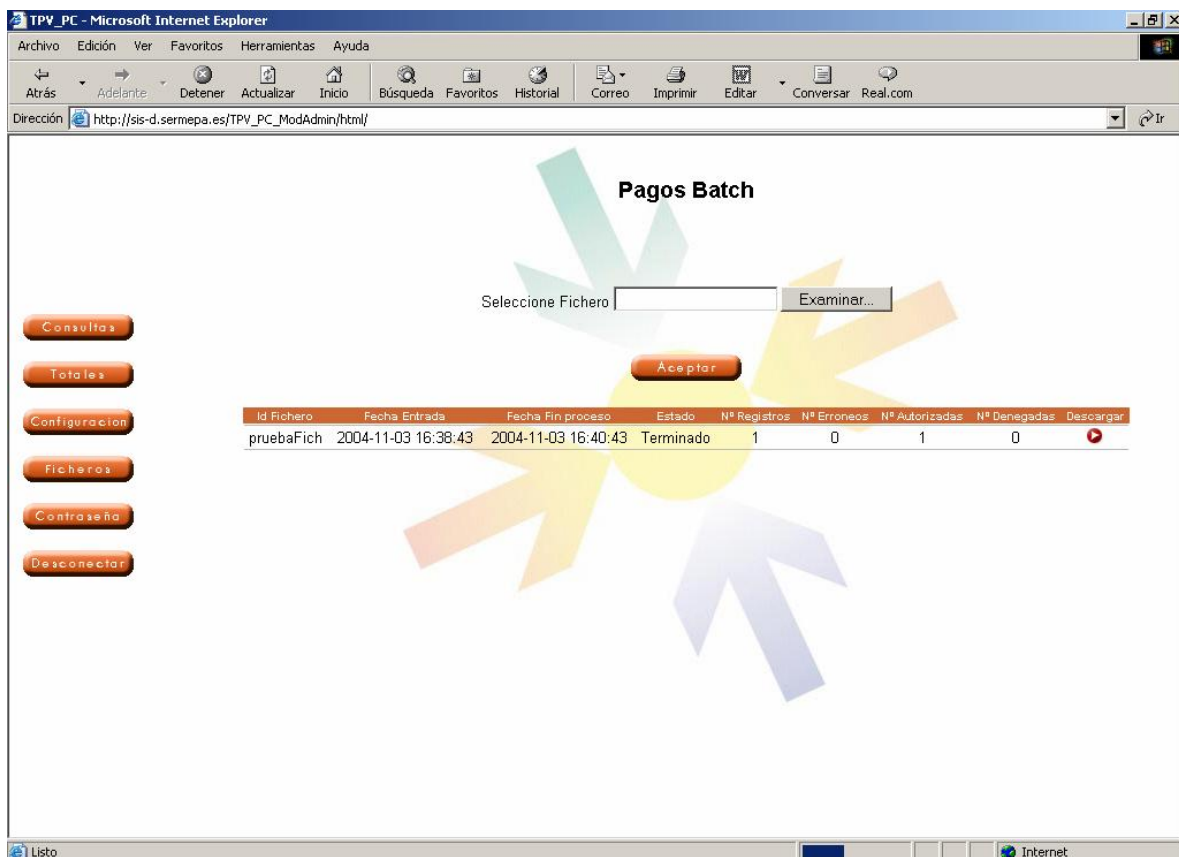 TPV_PC - Microsoft Internet Explorer
Archivo Edición Ver Favoritos Herramientas Ayuda
Atrás Adelante Detener Actualizar Inicio Búsqueda Favoritos Historial Correo Imprimir Editar Conversar Real.com
Dirección http://sis-d.sermepa.es/TPV_PC_ModAdmin/html/ Ir
Pagos Batch
Seleccione Fichero Examinar...
Consultas
Aceptar
Totales
Configuracion
Id Fichero Fecha Entrada Fecha Fin proceso Estado Nº Registros Nº Erroneos Nº Autorizadas Nº Denegadas Descargar
pruebaFich 2004-11-03 16:38:43 2004-11-03 16:40:43 Terminado 1 0 1 0
Ficheros
Contraseña
Desconectar
Listo Internet